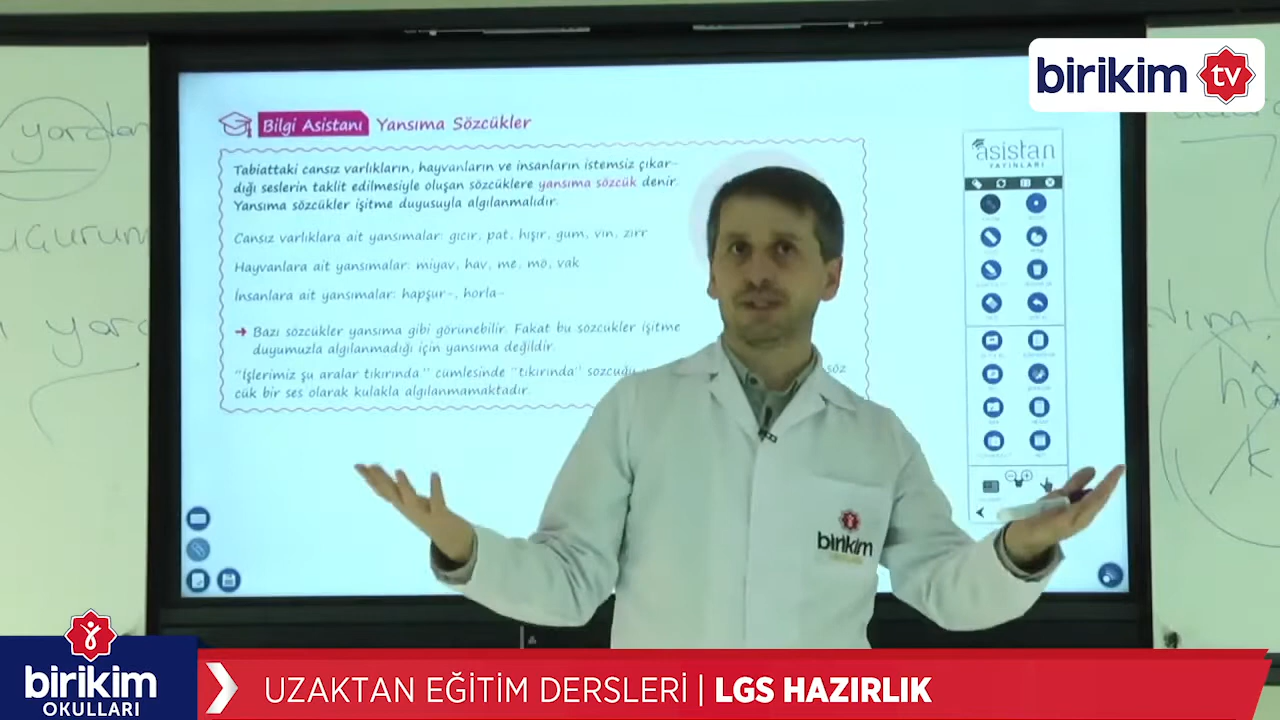 birikim tv
Bilgi Asistanı Yansıma Sözcükler
Tabiattaki cansız varlıkların, hayvanların ve insanların istemsiz çıkar-
dığı seslerin taklit edilmesiyle oluşan sözcüklere yansıma sözcük denir.
Yansıma sözcükler işitme duyusuyla algılanmalıdır.
Cansız varlıklara ait yansımalar: gıcır, pat, hışır, gum, vın, zırr
Hayvanlara ait yansımalar: miyav, hav, me, mö, vak
İnsanlara ait yansımalar: hapşur-, horla-
→ Bazı sözcükler yansıma gibi görünebilir. Fakat bu sözcükler işitme
duyumuzla algılanmadığı için yansıma değildir.
"İşlerimiz şu aralar tıkırında" cümlesinde "tıkırında" sözcüğü söz
cük bir ses olarak kulakla algılanmamaktadır.
asistan
YAYINLARI
birikim
birikim
OKULLARI
UZAKTAN EĞİTİM DERSLERİ | LGS HAZIRLIK